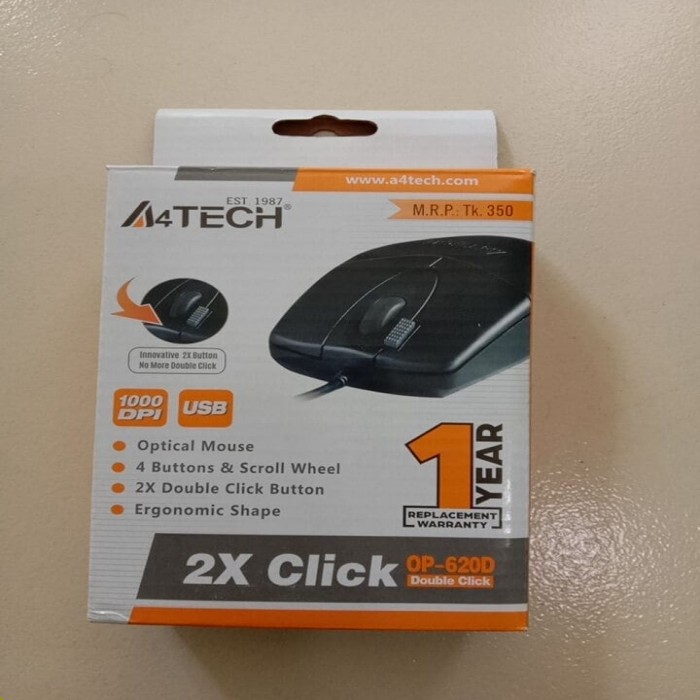 www.a4tech.com
EST 1987
A4TECH®
M.R.P.: Tk. 350
Innovative 2X Button
No More Double Click
1000
DPI
USB
Optical Mouse
4 Buttons & Scroll Wheel
2X Double Click Button
Ergonomic Shape
1 YEAR
REPLACEMENT
WARRANTY
2X Click
OP-620D
Double Click